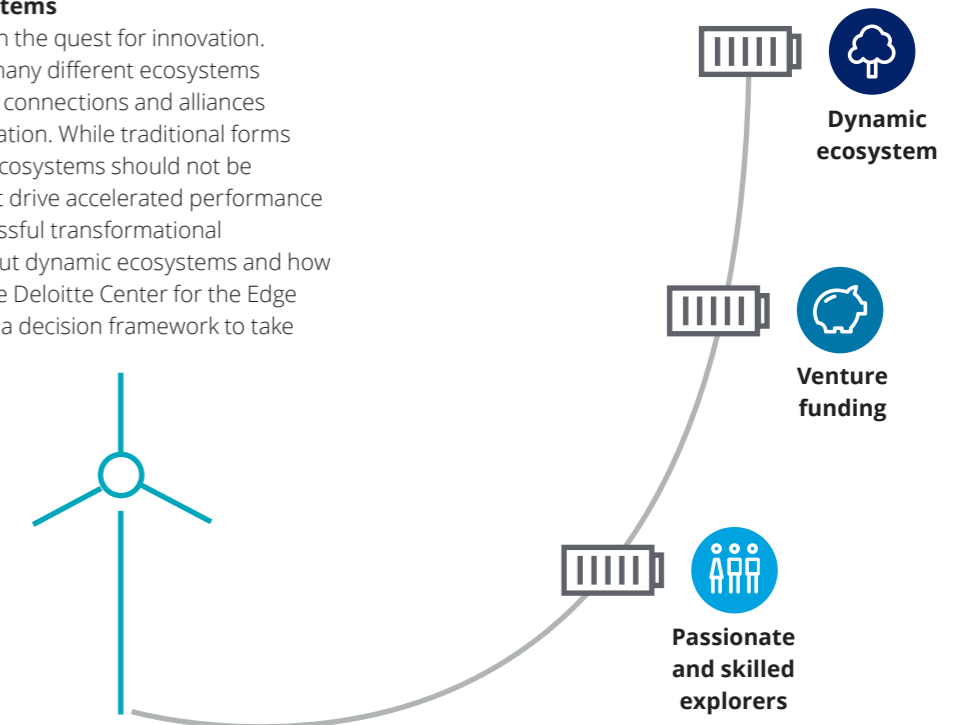 tems
n the quest for innovation.
many different ecosystems
connections and alliances
ation. While traditional forms
cosystems should not be
t drive accelerated performance
ssful transformational
ut dynamic ecosystems and how
e Deloitte Center for the Edge
a decision framework to take
Dynamic
ecosystem
Venture
funding
Passionate
and skilled
explorers